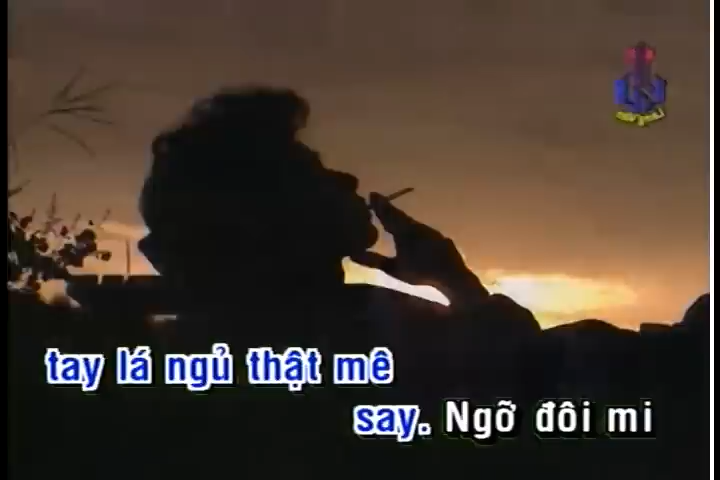 tay lá ngủ thật mê
say. Ngỡ đôi mi